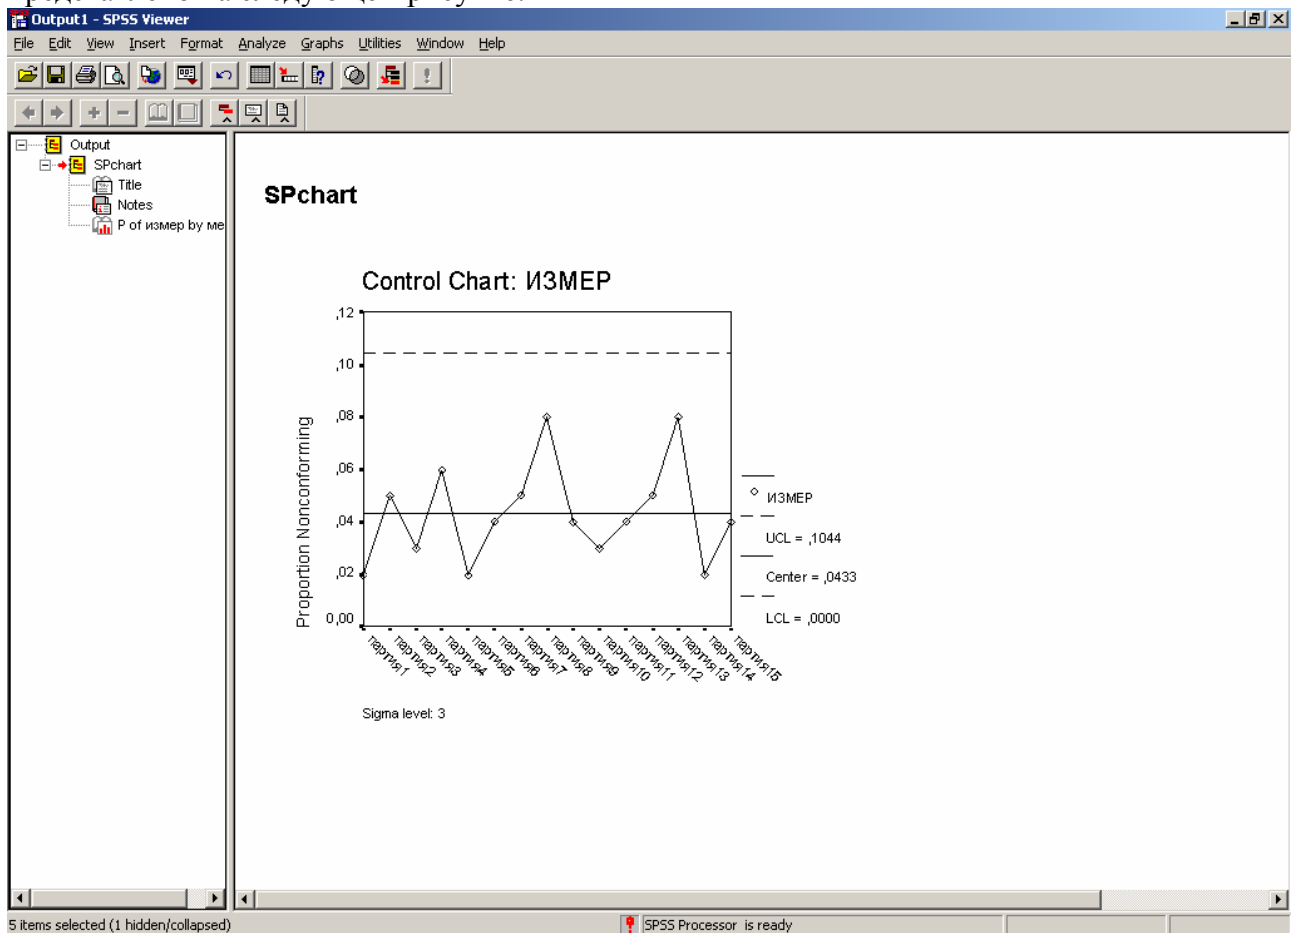 Output1 - SPSS Viewer
File Edit View Insert Format Analyze Graphs Utilities Window Help
Output
SPchart
Title
Notes
P of измер by ме
SPchart
Control Chart: ИЗМЕР
,12
,10
,08
,06
,04
,02
0,00
Proportion Nonconforming
партия1
партия2
партия3
партия4
партия5
партия6
партия7
партия8
партия9
партия10
партия11
партия12
партия13
партия14
партия15
ИЗМЕР
UCL = ,1044
Center = ,0433
LCL = ,0000
Sigma level: 3
5 items selected (1 hidden/collapsed)
SPSS Processor is ready